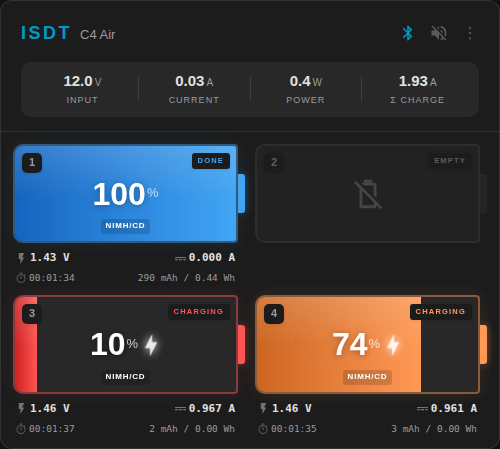 ISDT C4 Air
12.0 V 0.03 A 0.4 W 1.93 A
INPUT CURRENT POWER Σ CHARGE
1 DONE
100%
NIMH/CD
1.43 V 0.000 A
00:01:34 290 mAh / 0.44 Wh
2 EMPTY
3 CHARGING
10%
NIMH/CD
1.46 V 0.967 A
00:01:37 2 mAh / 0.00 Wh
4 CHARGING
74%
NIMH/CD
1.46 V 0.961 A
00:01:35 3 mAh / 0.00 Wh